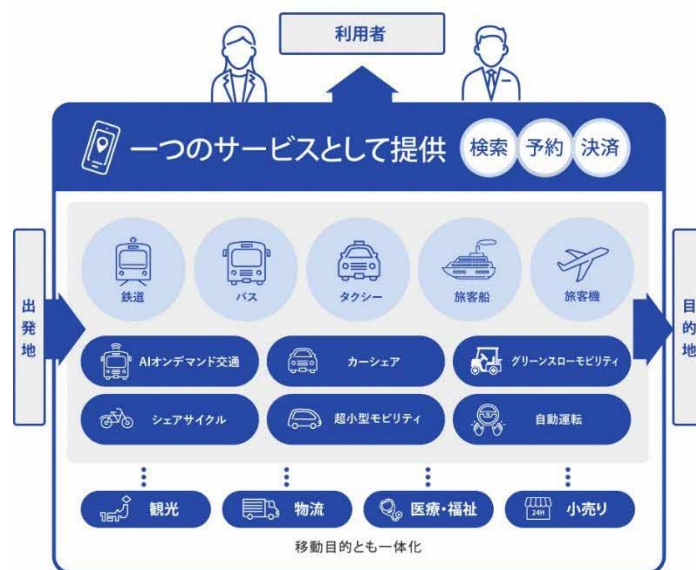 利用者
一つのサービスとして提供
検索
予約
決済
出発地
鉄道
バス
タクシー
旅客船
旅客機
目的地
AIオンデマンド交通
カーシェア
グリーンスローモビリティ
シェアサイクル
超小型モビリティ
自動運転
観光
物流
医療・福祉
24H
小売り
移動目的とも一体化